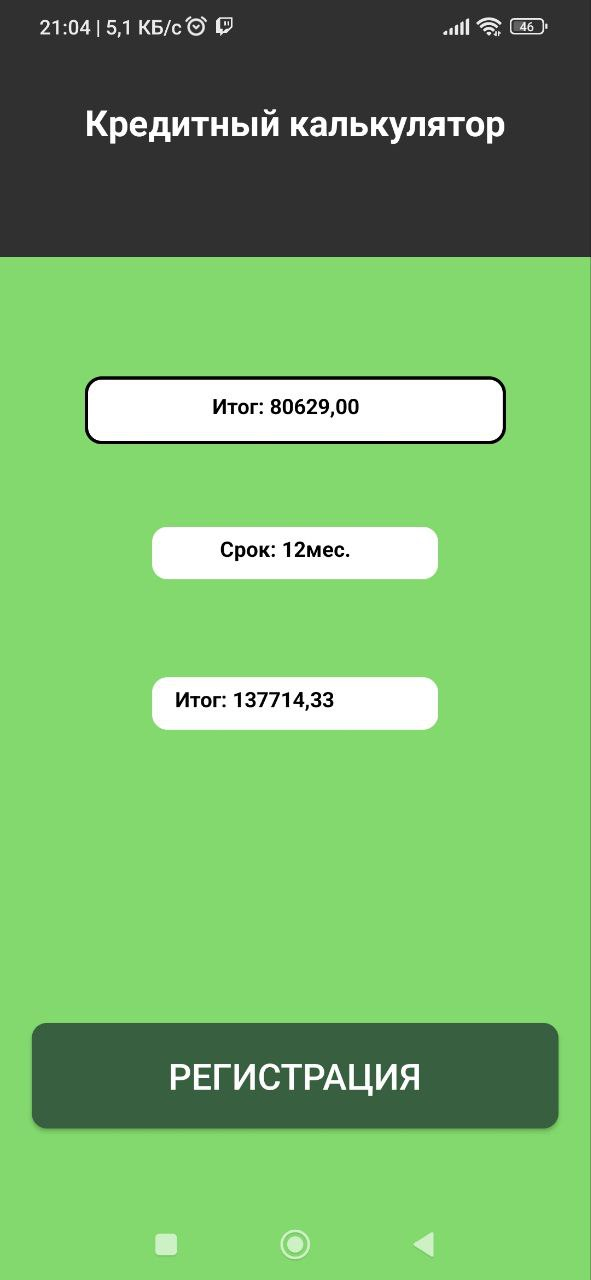 21:04 | 5,1 КБ/с
46
Кредитный калькулятор
Итог: 80629,00
Срок: 12мес.
Итог: 137714,33
РЕГИСТРАЦИЯ